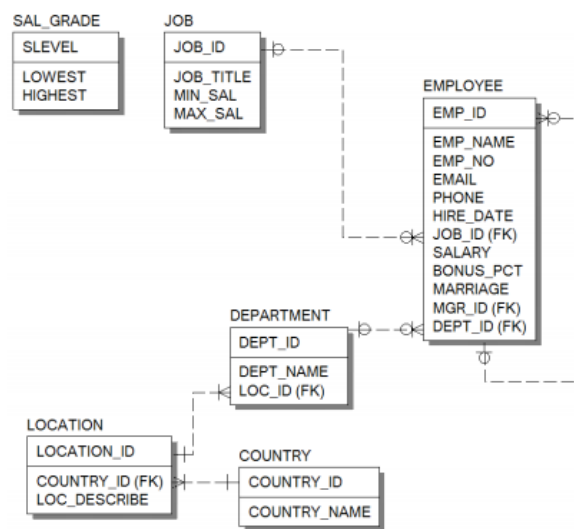 SAL_GRADE
SLEVEL
LOWEST
HIGHEST
JOB
JOB_ID
JOB_TITLE
MIN_SAL
MAX_SAL
EMPLOYEE
EMP_ID
EMP_NAME
EMP_NO
EMAIL
PHONE
HIRE_DATE
JOB_ID (FK)
SALARY
BONUS_PCT
MARRIAGE
MGR_ID (FK)
DEPT_ID (FK)
DEPARTMENT
DEPT_ID
DEPT_NAME
LOC_ID (FK)
LOCATION
LOCATION_ID
COUNTRY_ID (FK)
LOC_DESCRIBE
COUNTRY
COUNTRY_ID
COUNTRY_NAME